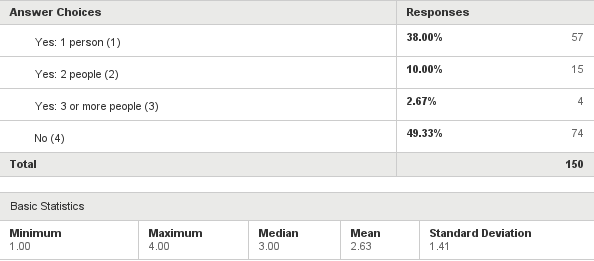 Answer Choices Responses
Yes: 1 person (1) 38.00% 57
Yes: 2 people (2) 10.00% 15
Yes: 3 or more people (3) 2.67% 4
No (4) 49.33% 74
Total 150
Basic Statistics
Minimum Maximum Median Mean Standard Deviation
1.00 4.00 3.00 2.63 1.41